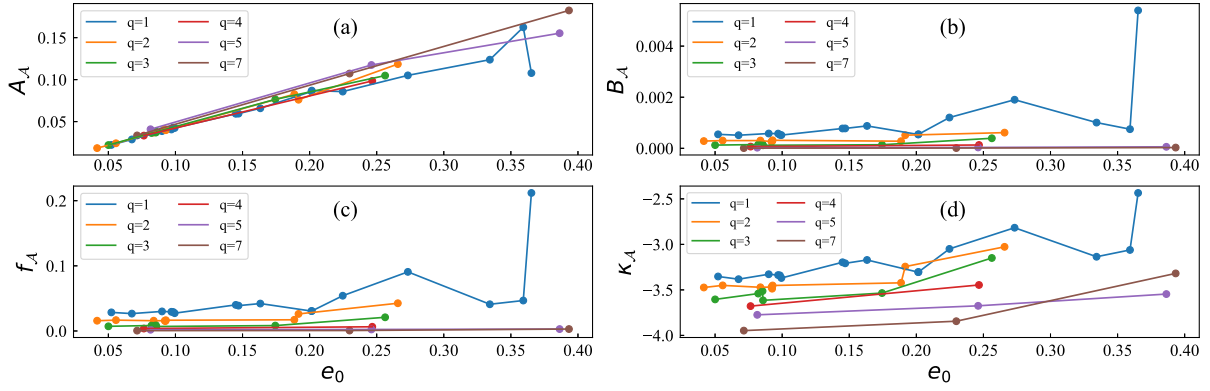 (a)
q=1 q=4
q=2 q=5
q=3 q=7
A_𝒜
0.15
0.10
0.05
0.05 0.10 0.15 0.20 0.25 0.30 0.35 0.40
(b)
q=1 q=4
q=2 q=5
q=3 q=7
B_𝒜
0.004
0.002
0.000
0.05 0.10 0.15 0.20 0.25 0.30 0.35 0.40
(c)
q=1 q=4
q=2 q=5
q=3 q=7
f_𝒜
0.2
0.1
0.0
0.05 0.10 0.15 0.20 0.25 0.30 0.35 0.40
e₀
(d)
q=1 q=4
q=2 q=5
q=3 q=7
κ_𝒜
−2.5
−3.0
−3.5
−4.0
0.05 0.10 0.15 0.20 0.25 0.30 0.35 0.40
e₀